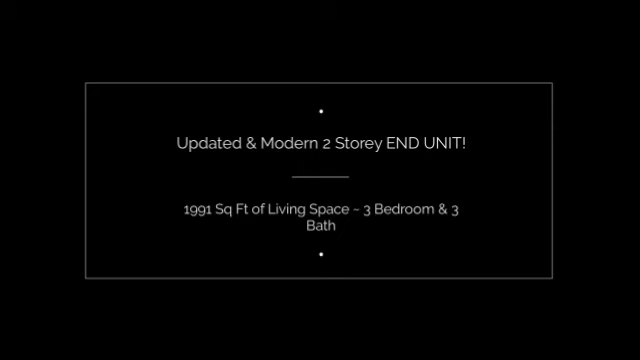 Updated & Modern 2 Storey END UNIT!
1991 Sq Ft of Living Space ~ 3 Bedroom & 3
Bath